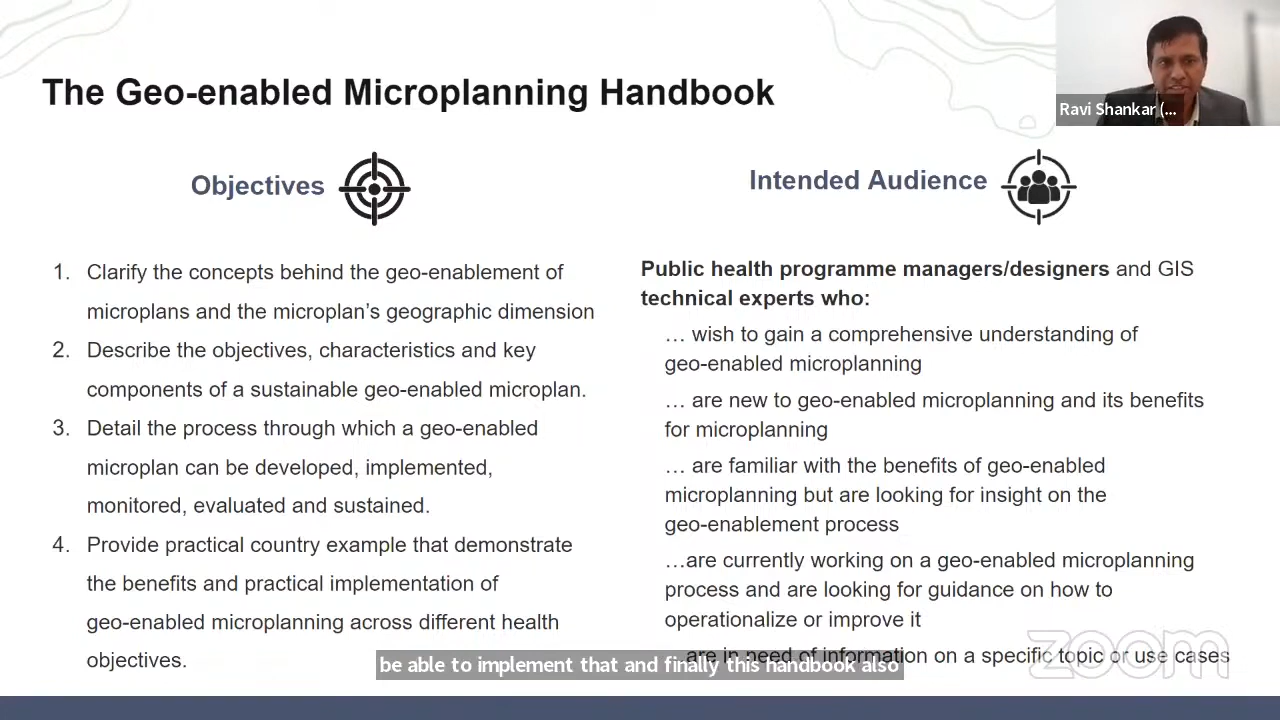 The Geo-enabled Microplanning Handbook
Ravi Shankar (...
Objectives
1. Clarify the concepts behind the geo-enablement of
microplans and the microplan’s geographic dimension
2. Describe the objectives, characteristics and key
components of a sustainable geo-enabled microplan.
3. Detail the process through which a geo-enabled
microplan can be developed, implemented,
monitored, evaluated and sustained.
4. Provide practical country example that demonstrate
the benefits and practical implementation of
geo-enabled microplanning across different health
objectives.
Intended Audience
Public health programme managers/designers and GIS
technical experts who:
… wish to gain a comprehensive understanding of
geo-enabled microplanning
… are new to geo-enabled microplanning and its benefits
for microplanning
… are familiar with the benefits of geo-enabled
microplanning but are looking for insight on the
geo-enablement process
…are currently working on a geo-enabled microplanning
process and are looking for guidance on how to
operationalize or improve it
are in need of information on a specific topic or use cases
be able to implement that and finally this handbook also
zoom